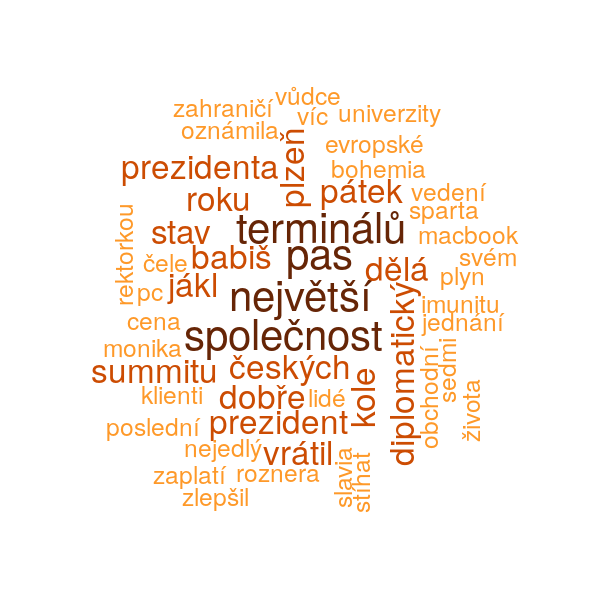 vůdce
zahraničí
víc
univerzity
oznámila
plzeň
evropské
prezidenta
bohemia
roku
pátek
vedení
rektorkou
sparta
stav
terminálů
macbook
babiš
pas
svém
čele
dělá
jákl
plyn
pc
největší
imunitu
cena
společnost
diplomatický
jednání
monika
summitu
českých
kole
obchodní
sedmi
klienti
dobře
lidé
života
poslední
prezident
nejedlý
vrátil
zaplatí
roznera
slavia
stíhat
zlepšil